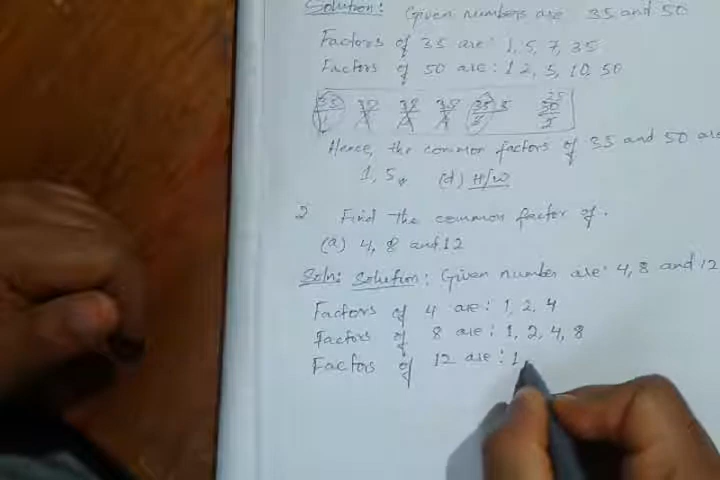 Solution: Given numbers are 35 and 50
Factors of 35 are: 1, 5, 7, 35
Factors of 50 are: 1 2, 5, 10, 50
Hence, the common factors of 35 and 50 are
1, 5, (d) H/W
2 Find the common factor of.
(a) 4, 8 and 12
Soln: Solution: Given number are: 4, 8 and 12
Factors of 4 are: 1, 2, 4
Factors of 8 are: 1, 2, 4, 8
Factors of 12 are: 1,